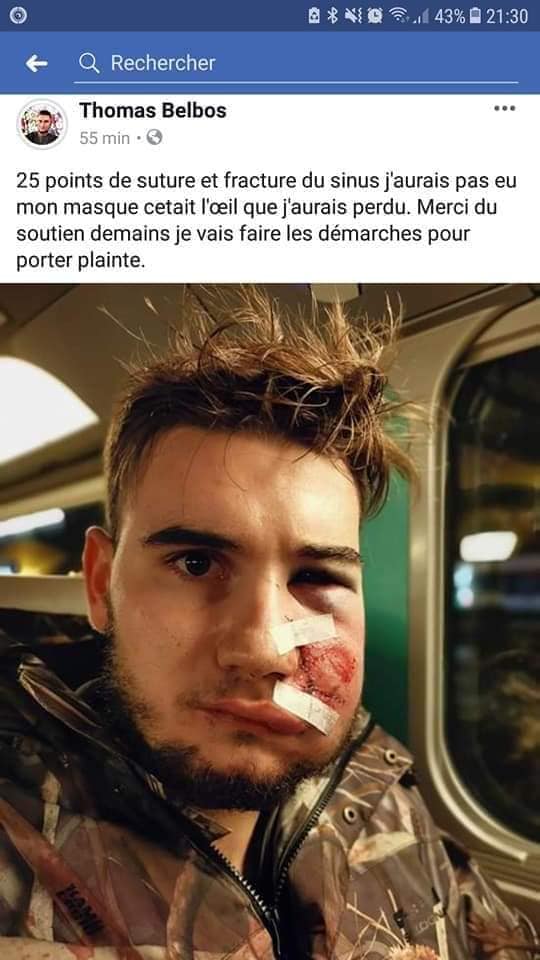 43% 21:30
Rechercher
Thomas Belbos
55 min
25 points de suture et fracture du sinus j'aurais pas eu
mon masque cetait l'œil que j'aurais perdu. Merci du
soutien demains je vais faire les démarches pour
porter plainte.